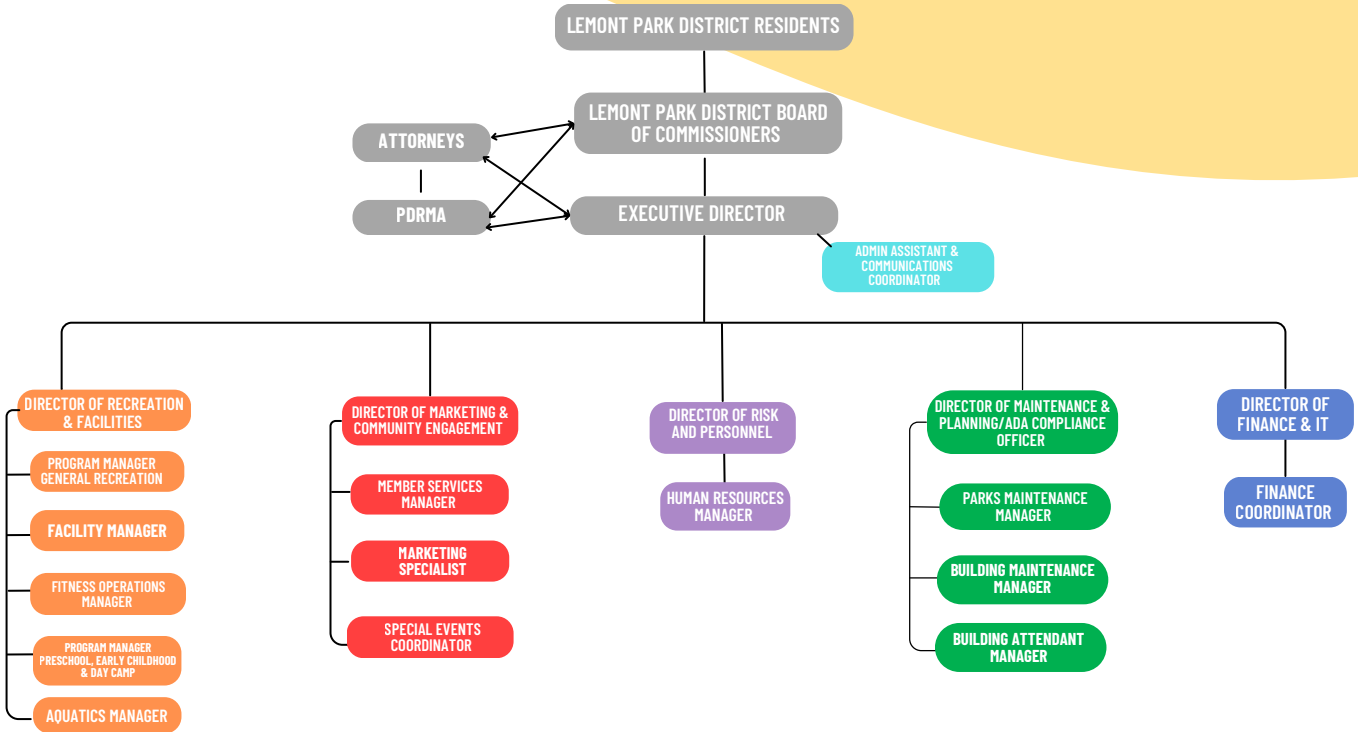 LEMONT PARK DISTRICT RESIDENTS
LEMONT PARK DISTRICT BOARD
OF COMMISSIONERS
ATTORNEYS
PDRMA
EXECUTIVE DIRECTOR
ADMIN ASSISTANT &
COMMUNICATIONS
COORDINATOR
DIRECTOR OF RECREATION
& FACILITIES
PROGRAM MANAGER
GENERAL RECREATION
FACILITY MANAGER
FITNESS OPERATIONS
MANAGER
PROGRAM MANAGER
PRESCHOOL, EARLY CHILDHOOD
& DAY CAMP
AQUATICS MANAGER
DIRECTOR OF MARKETING &
COMMUNITY ENGAGEMENT
MEMBER SERVICES
MANAGER
MARKETING
SPECIALIST
SPECIAL EVENTS
COORDINATOR
DIRECTOR OF RISK
AND PERSONNEL
HUMAN RESOURCES
MANAGER
DIRECTOR OF MAINTENANCE &
PLANNING/ADA COMPLIANCE
OFFICER
PARKS MAINTENANCE
MANAGER
BUILDING MAINTENANCE
MANAGER
BUILDING ATTENDANT
MANAGER
DIRECTOR OF
FINANCE & IT
FINANCE
COORDINATOR